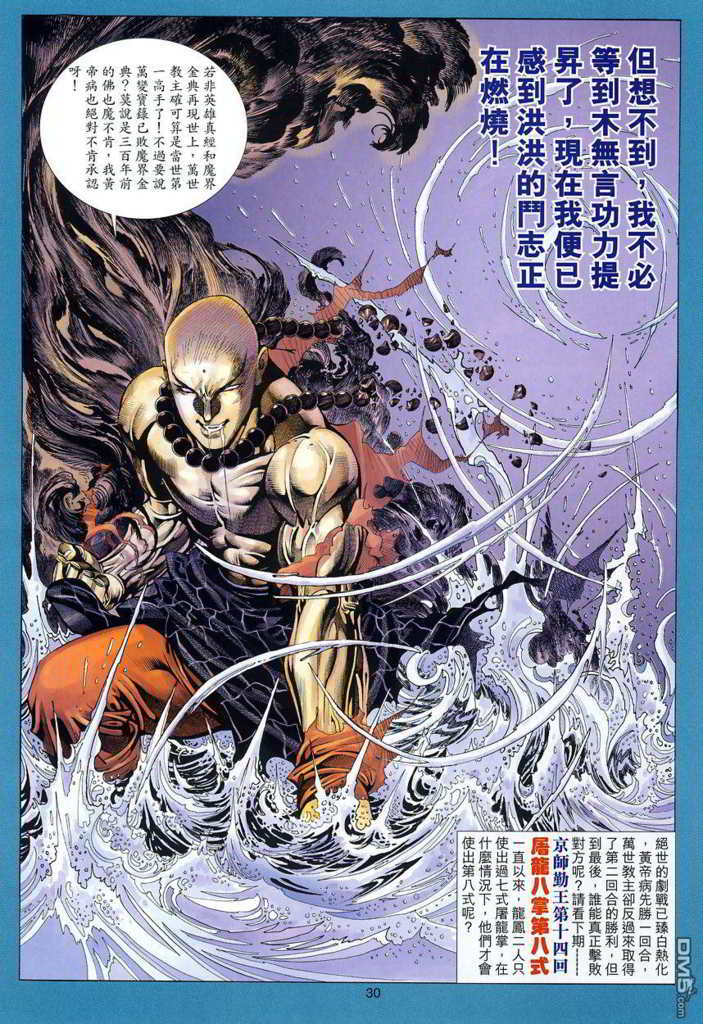 但想不到，我不必
等到木無言功力提
昇了，現在我便已
感到洪洪的鬥志正
在燃燒！
若非英雄真經和魔界
金典再現世上，萬世
教主確可算是當世第
一高手了！不過要說
萬變寶錄已敗魔界金
典？莫說是三百年前
的佛也魔不肯，我黃
帝病也絕對不肯承認
呀！
絕世的劇戰已臻白熱化
，黃帝病先勝一回合，
萬世教主卻反過來取得
了第二回合的勝利，但
到最後，誰能真正擊敗
對方呢？請看下期——
京師勤王第十四回
屠龍八掌第八式
一直以來，龍鳳二人只
使出過七式屠龍掌，在
什麼情況下，他們才會
使出第八式呢？
30
DM5.com